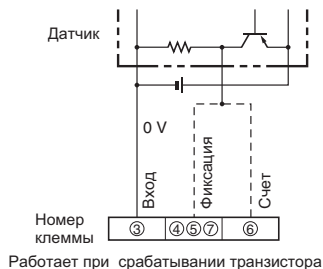 Датчик
0 V
Вход
Фиксация
Счет
Номер
клеммы
③ ④⑤⑦ ⑥
Работает при срабатывании транзистора